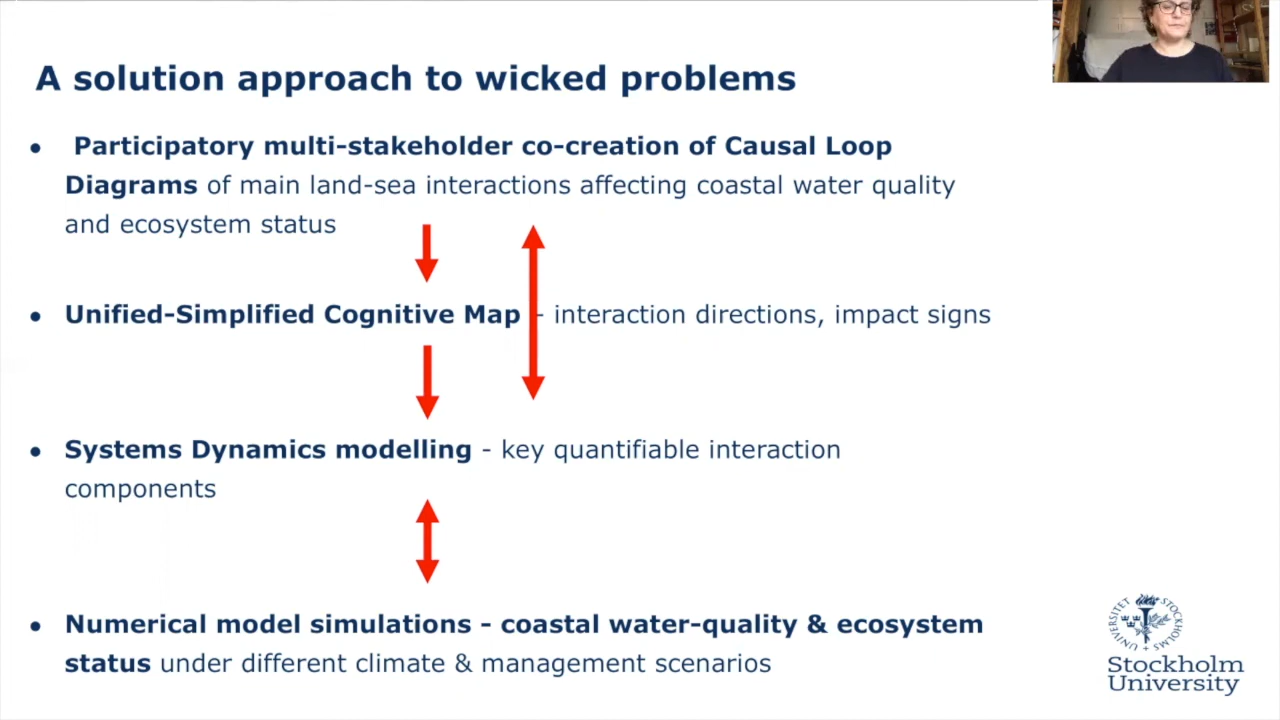 A solution approach to wicked problems
• Participatory multi-stakeholder co-creation of Causal Loop
Diagrams of main land-sea interactions affecting coastal water quality
and ecosystem status
• Unified-Simplified Cognitive Map - interaction directions, impact signs
• Systems Dynamics modelling - key quantifiable interaction
components
• Numerical model simulations - coastal water-quality & ecosystem
status under different climate & management scenarios
STOCKHOLMS UNIVERSITET
Stockholm
University